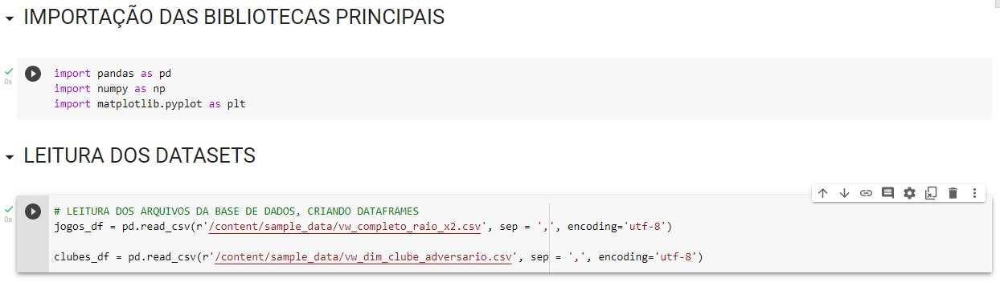 IMPORTAÇÃO DAS BIBLIOTECAS PRINCIPAIS
0s
import pandas as pd
import numpy as np
import matplotlib.pyplot as plt
LEITURA DOS DATASETS
0s
# LEITURA DOS ARQUIVOS DA BASE DE DADOS, CRIANDO DATAFRAMES
jogos_df = pd.read_csv(r'/content/sample_data/vw_completo_raio_x2.csv', sep = ',', encoding='utf-8')
clubes_df = pd.read_csv(r'/content/sample_data/vw_dim_clube_adversario.csv', sep = ',', encoding='utf-8')